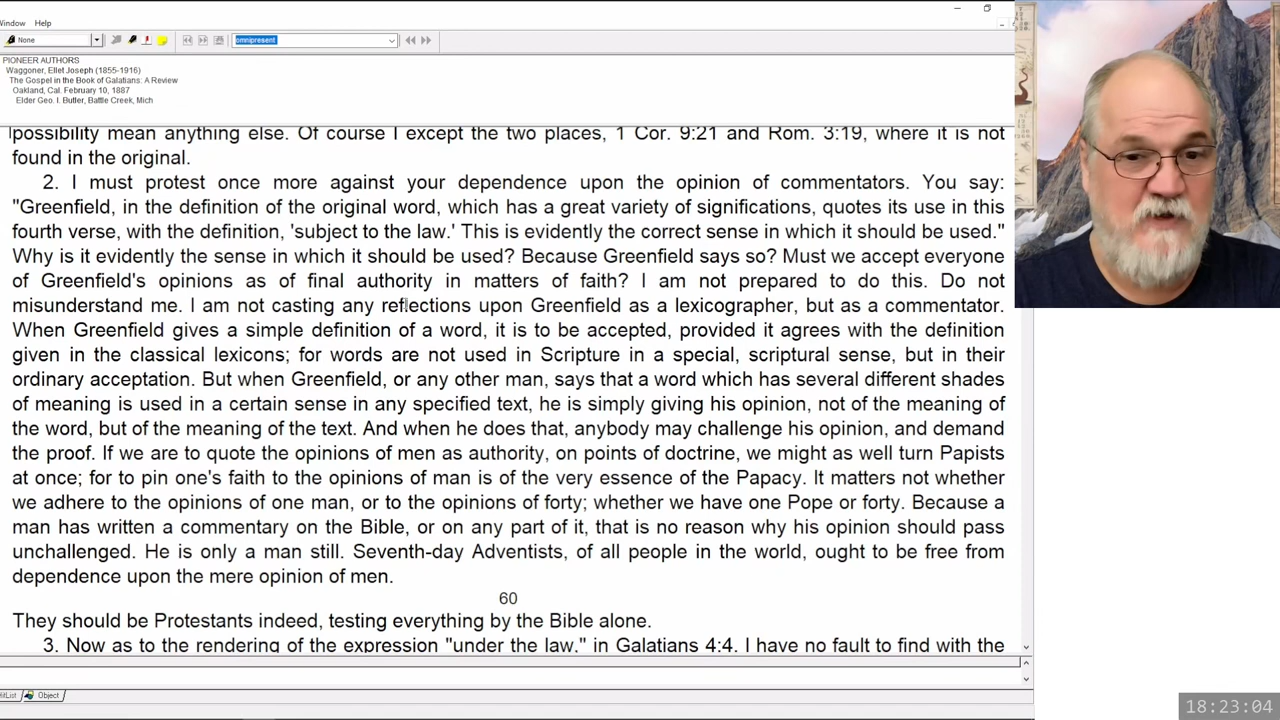 Window Help
None
omnipresent
PIONEER AUTHORS
Waggoner, Ellet Joseph (1855-1916)
The Gospel in the Book of Galatians: A Review
Oakland, Cal. February 10, 1887
Elder Geo. I. Butler, Battle Creek, Mich
possibility mean anything else. Of course I except the two places, 1 Cor. 9:21 and Rom. 3:19, where it is not
found in the original.
2. I must protest once more against your dependence upon the opinion of commentators. You say:
"Greenfield, in the definition of the original word, which has a great variety of significations, quotes its use in this
fourth verse, with the definition, 'subject to the law.' This is evidently the correct sense in which it should be used."
Why is it evidently the sense in which it should be used? Because Greenfield says so? Must we accept everyone
of Greenfield's opinions as of final authority in matters of faith? I am not prepared to do this. Do not
misunderstand me. I am not casting any reflections upon Greenfield as a lexicographer, but as a commentator.
When Greenfield gives a simple definition of a word, it is to be accepted, provided it agrees with the definition
given in the classical lexicons; for words are not used in Scripture in a special, scriptural sense, but in their
ordinary acceptation. But when Greenfield, or any other man, says that a word which has several different shades
of meaning is used in a certain sense in any specified text, he is simply giving his opinion, not of the meaning of
the word, but of the meaning of the text. And when he does that, anybody may challenge his opinion, and demand
the proof. If we are to quote the opinions of men as authority, on points of doctrine, we might as well turn Papists
at once; for to pin one's faith to the opinions of man is of the very essence of the Papacy. It matters not whether
we adhere to the opinions of one man, or to the opinions of forty; whether we have one Pope or forty. Because a
man has written a commentary on the Bible, or on any part of it, that is no reason why his opinion should pass
unchallenged. He is only a man still. Seventh-day Adventists, of all people in the world, ought to be free from
dependence upon the mere opinion of men.
60
They should be Protestants indeed, testing everything by the Bible alone.
3. Now as to the rendering of the expression "under the law," in Galatians 4:4. I have no fault to find with the
HitList Object
18:23:04